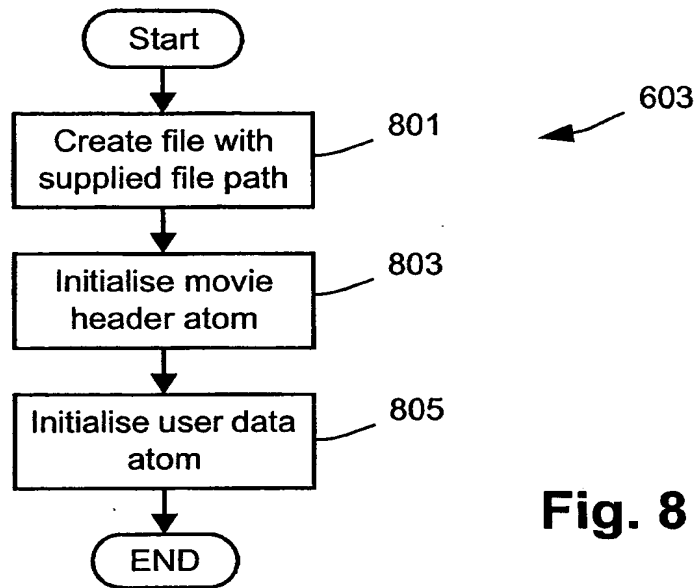 Start
603
801
Create file with
supplied file path
803
Initialise movie
header atom
805
Initialise user data
atom
END
Fig. 8